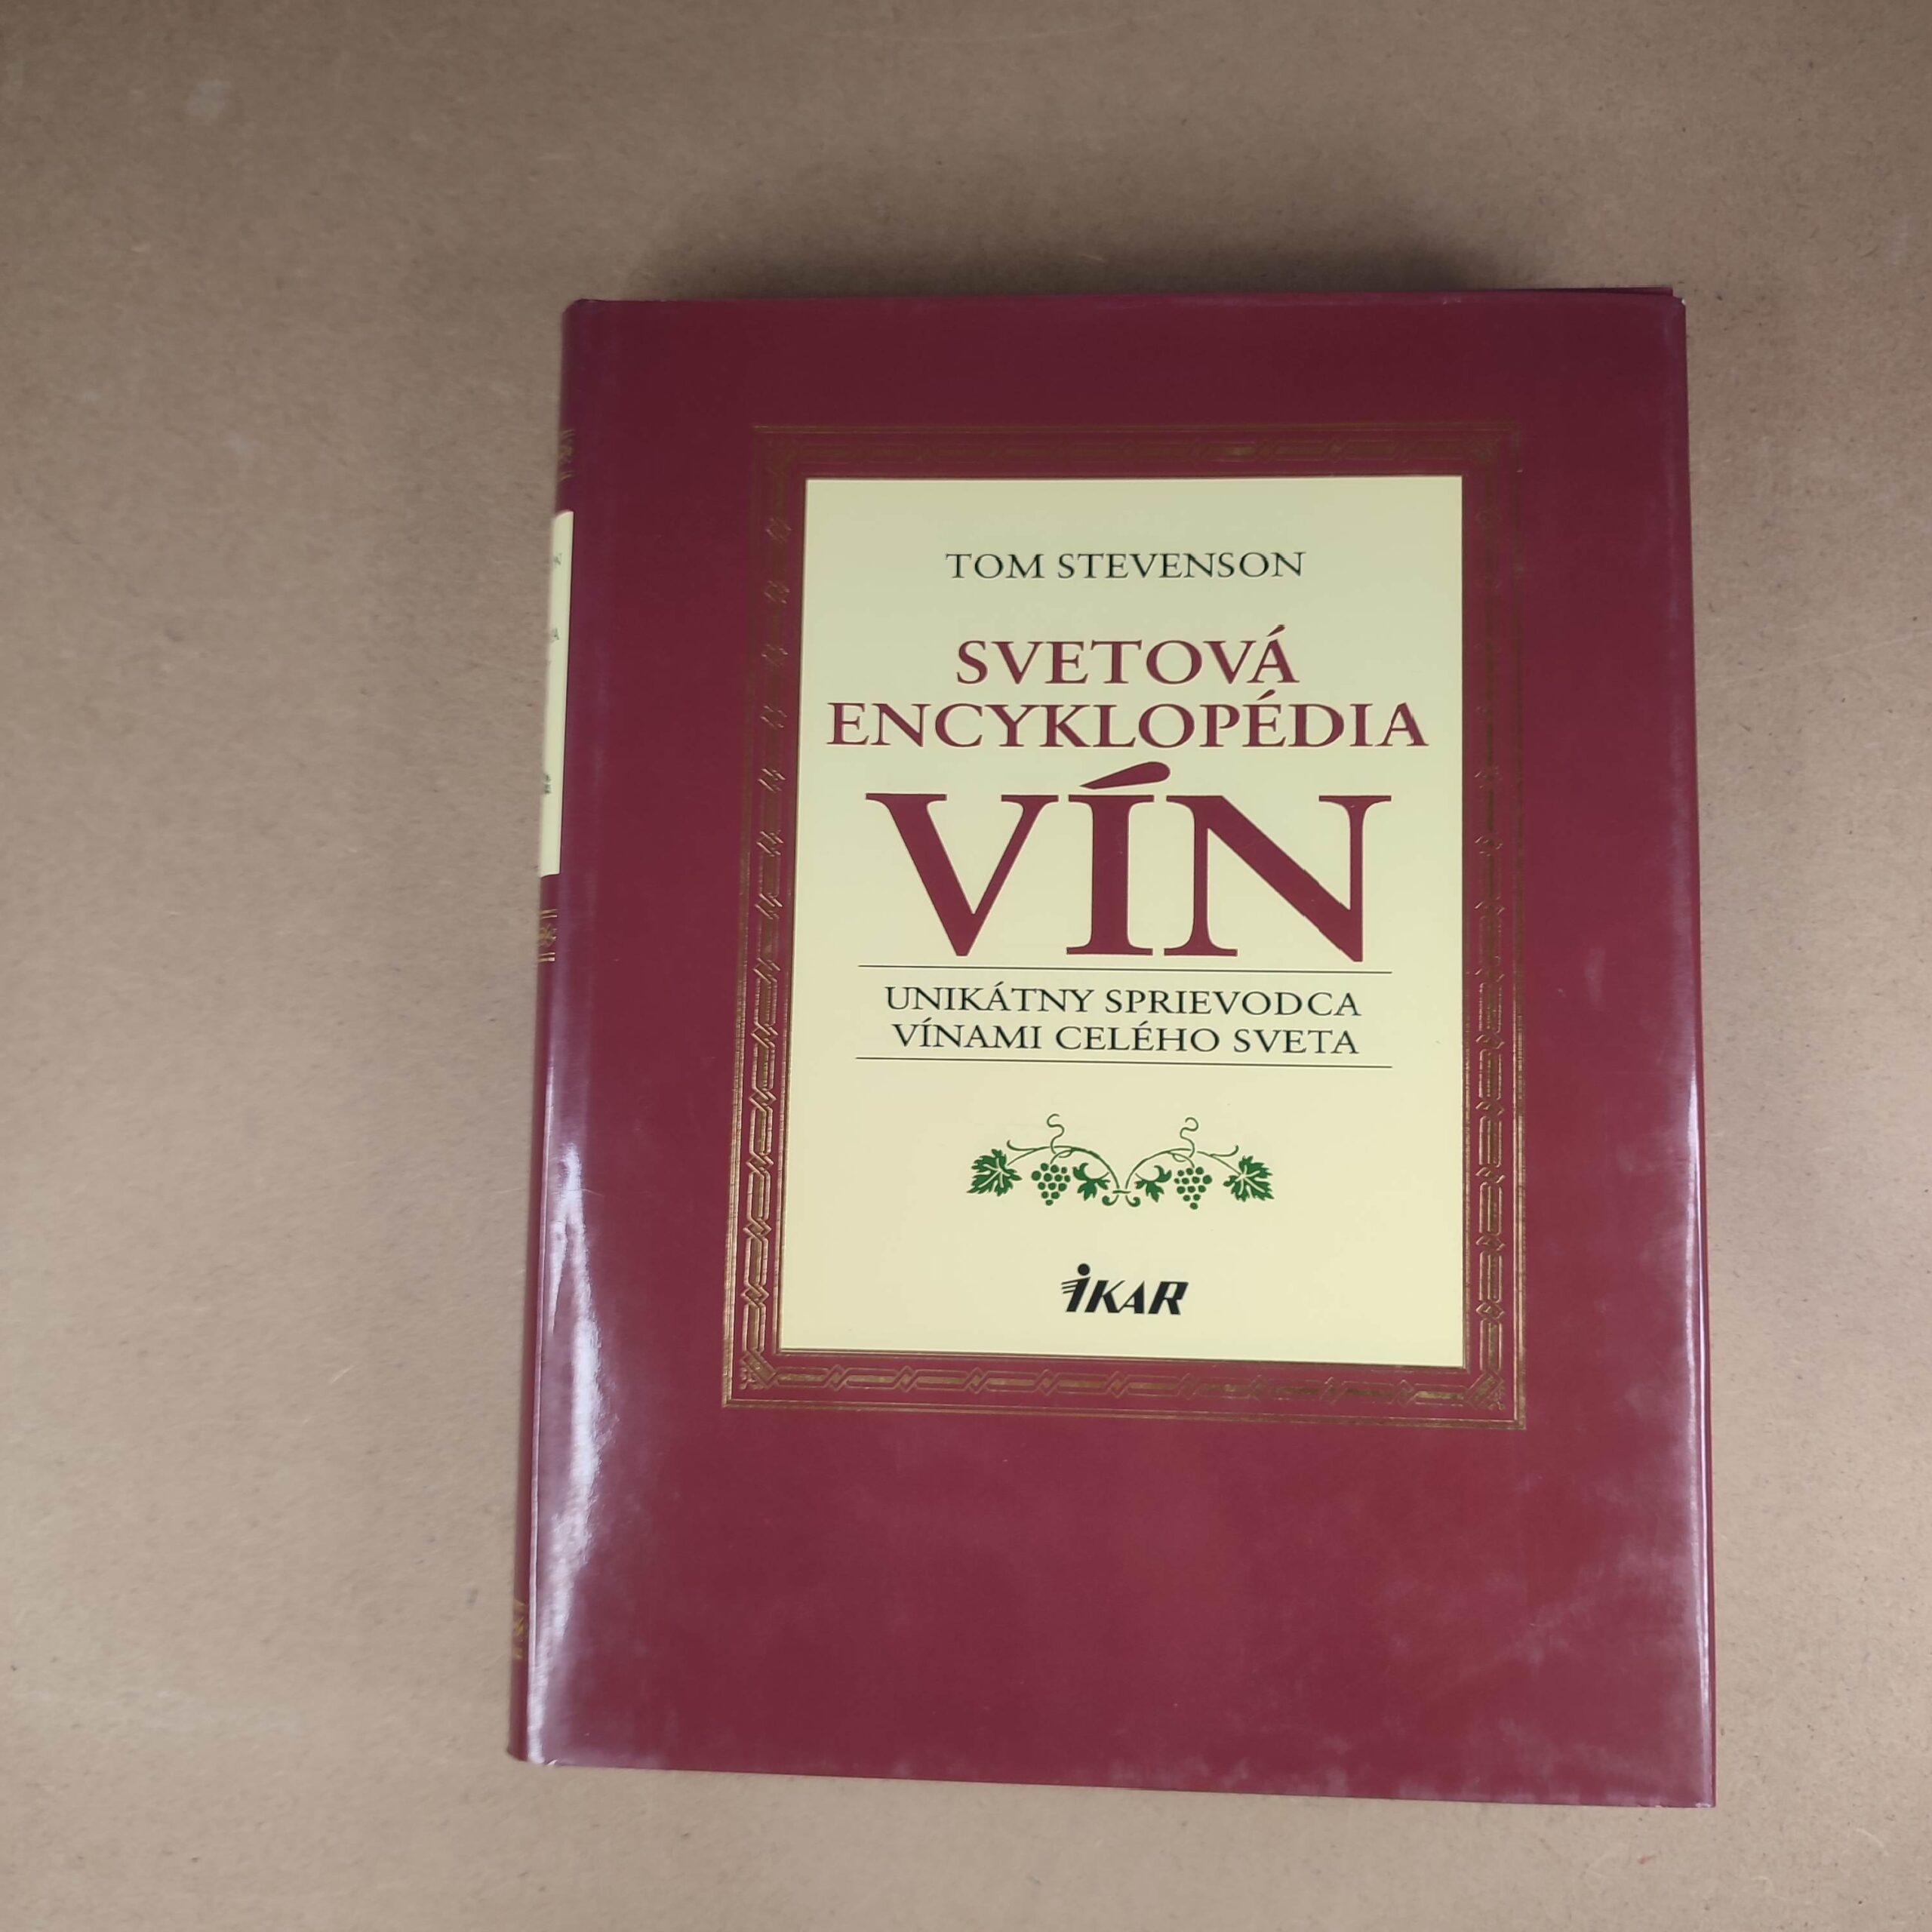 TOM STEVENSON
SVETOVÁ
ENCYKLOPÉDIA
VÍN
UNIKÁTNY SPRIEVODCA
VÍNAMI CELÉHO SVETA
IKAR